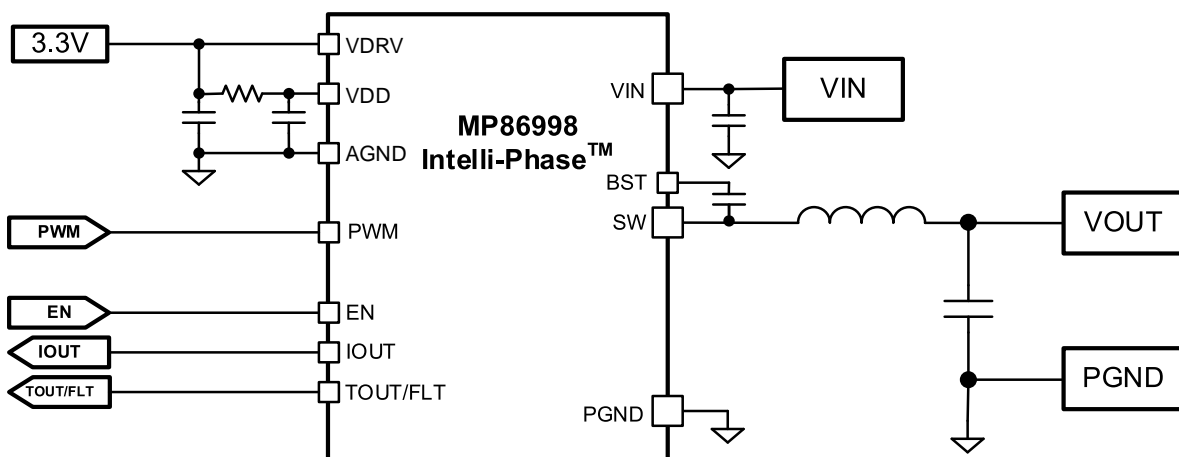 3.3V
VDRV
VDD
AGND
PWM
PWM
EN
EN
IOUT
IOUT
TOUT/FLT
TOUT/FLT
MP86998
Intelli-Phase™
VIN
VIN
BST
SW
VOUT
PGND
PGND